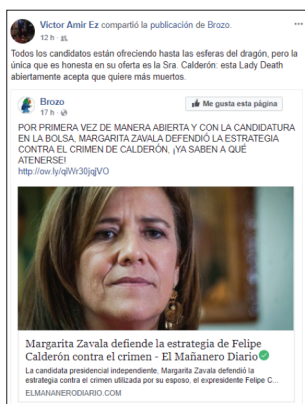 Victor Amir Ez compartió la publicación de Brozo.
12 h ·
Todos los candidatos están ofreciendo hasta las esferas del dragón, pero la
única que es honesta en su oferta es la Sra. Calderón: esta Lady Death
abiertamente acepta que quiere más muertos.
Brozo
17 h ·
Me gusta esta página
POR PRIMERA VEZ DE MANERA ABIERTA Y CON LA CANDIDATURA
EN LA BOLSA, MARGARITA ZAVALA DEFENDIÓ LA ESTRATEGIA
CONTRA EL CRIMEN DE CALDERÓN, ¡YA SABEN A QUÉ
ATENERSE!
http://ow.ly/qlWr30jqjVO
Margarita Zavala defiende la estrategia de Felipe
Calderón contra el crimen - El Mañanero Diario
La candidata presidencial independiente, Margarita Zavala defendió la
estrategia contra el crimen utilizada por su esposo, el expresidente Felipe C...
ELMANANERODIARIO.COM